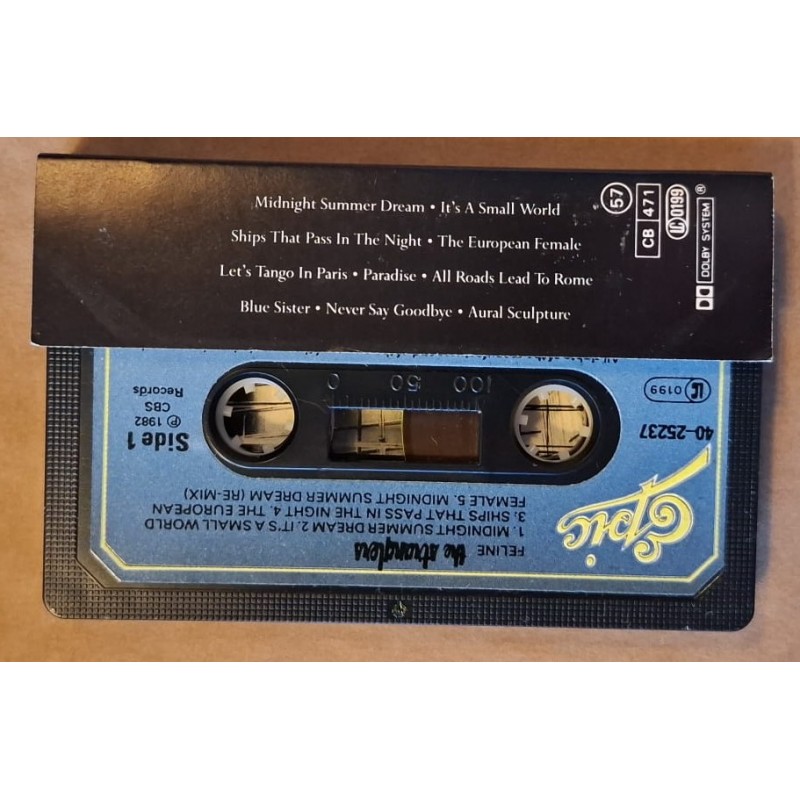 Midnight Summer Dream • It's A Small World
Ships That Pass In The Night • The European Female
Let's Tango In Paris • Paradise • All Roads Lead To Rome
Blue Sister • Never Say Goodbye • Aural Sculpture
57
CB 471
LC 0199
DOLBY SYSTEM ®
Epic
FELINE the stranglers
1. MIDNIGHT SUMMER DREAM 2. IT'S A SMALL WORLD
3. SHIPS THAT PASS IN THE NIGHT 4. THE EUROPEAN
FEMALE 5. MIDNIGHT SUMMER DREAM (RE-MIX)
40-25237
Side 1
℗ 1982
CBS
Records
100 50 0
LC 0199